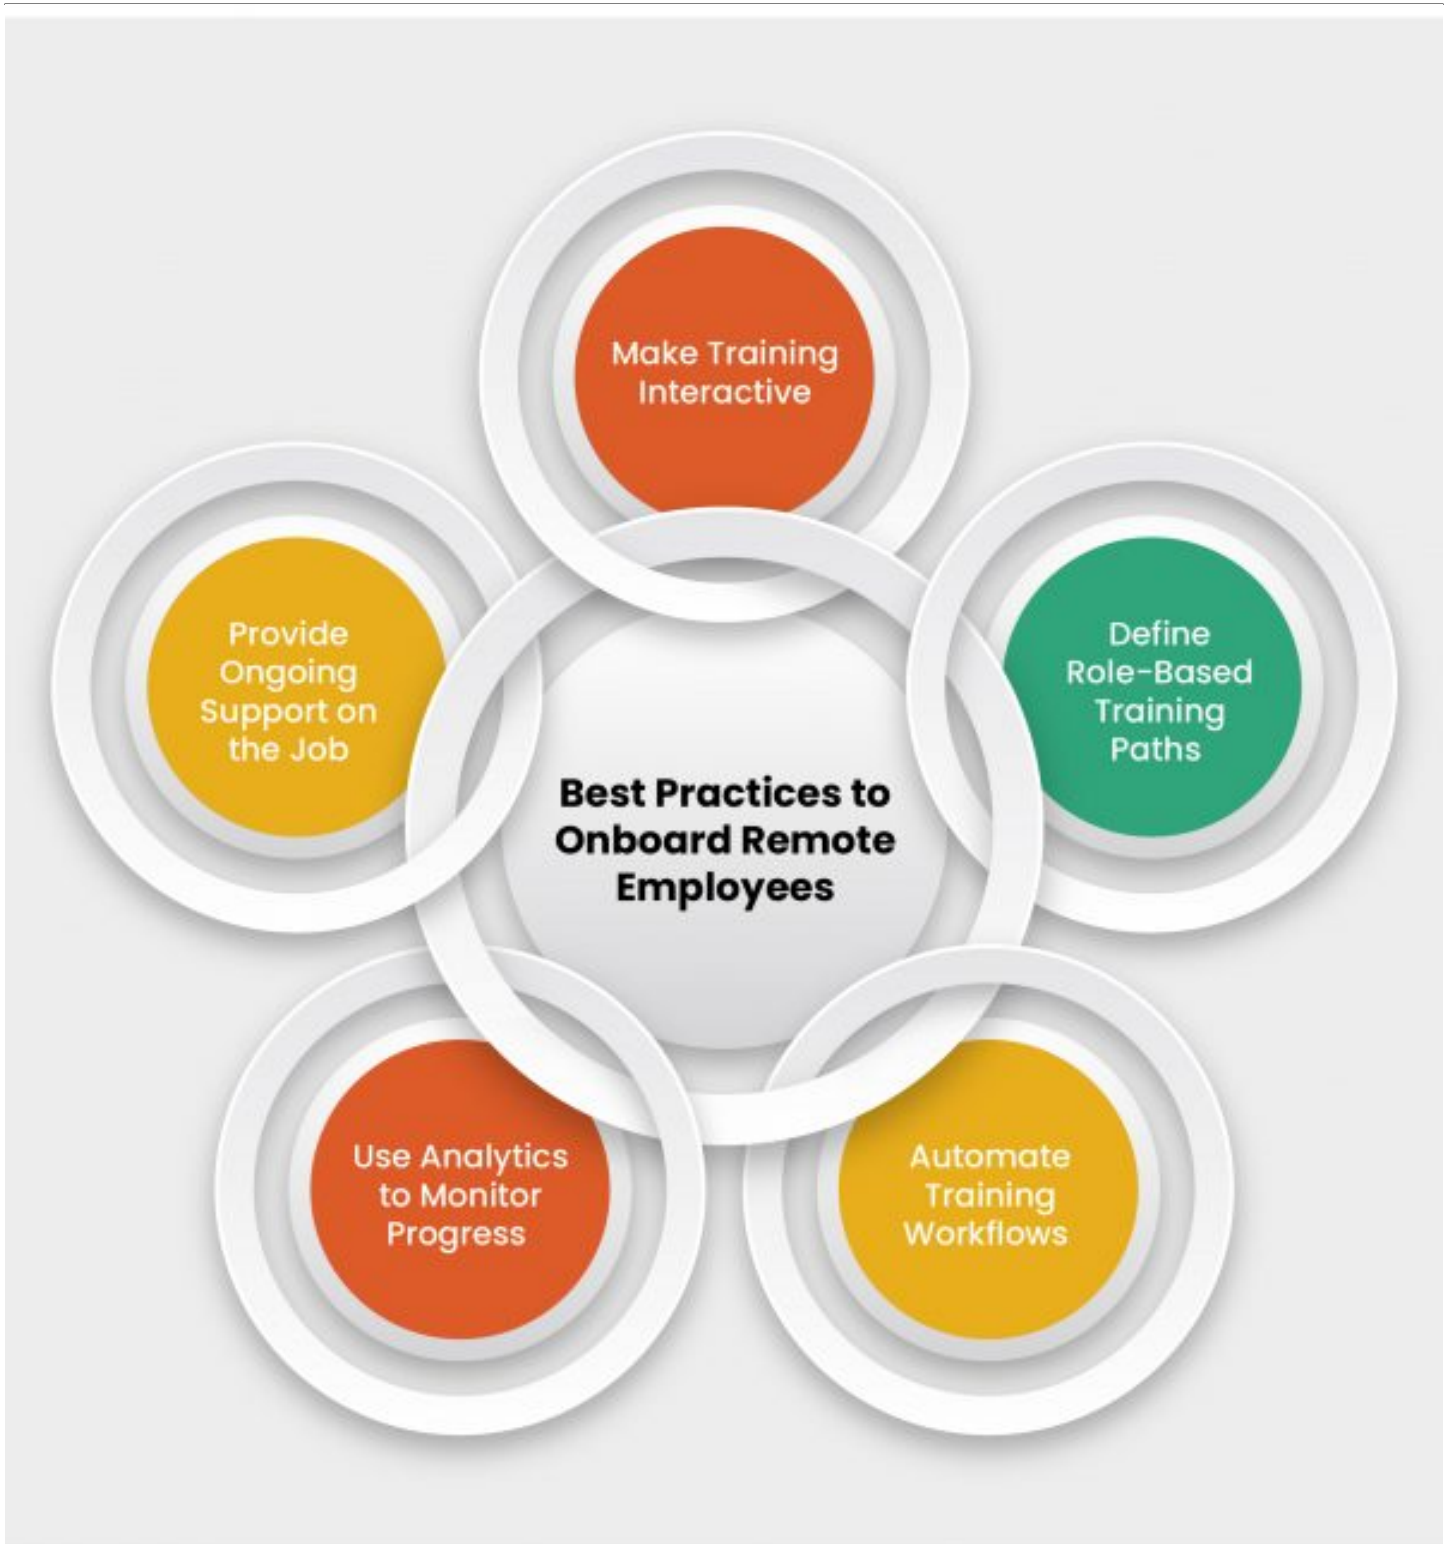 Make Training
Interactive
Provide
Ongoing
Support on
the Job
Define
Role-Based
Training
Paths
Best Practices to
Onboard Remote
Employees
Use Analytics
to Monitor
Progress
Automate
Training
Workflows